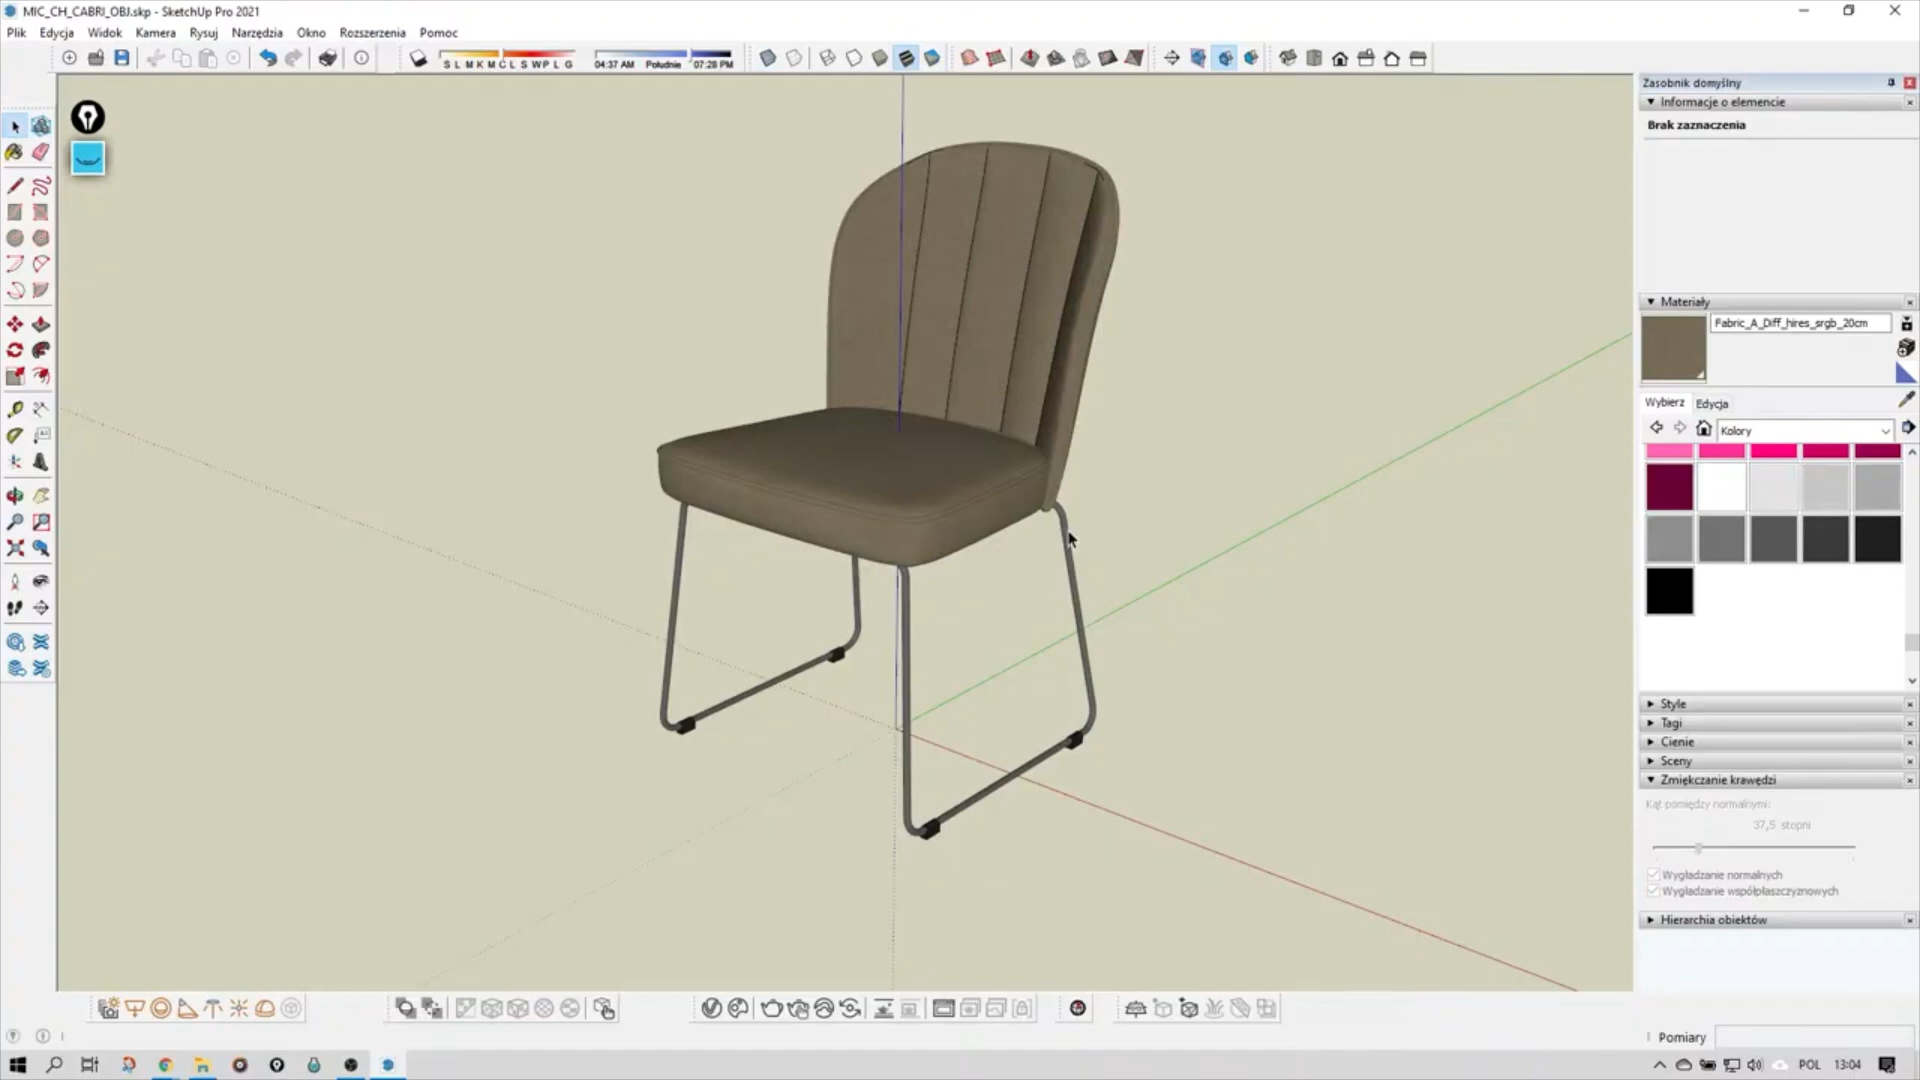 MIC_CH_CABRI_OBJ.skp - SketchUp Pro 2021
Plik Edycja Widok Kamera Rysuj Narzędzia Okno Rozszerzenia Pomoc
S L M K M C L S W P L G 04:37 AM Południe 07:28 PM
Zasobnik domyślny
Informacje o elemencie
Brak zaznaczenia
Materiały
Fabric_A_Diff_hires_srgb_20cm
Wybierz Edycja
Kolory
Style
Tagi
Cienie
Sceny
Zmiękczanie krawędzi
Kąt pomiędzy normalnymi:
37,5 stopni
Wygładzanie normalnych
Wygładzanie współpłaszczyznowych
Hierarchia obiektów
Pomiary
POL 13:04